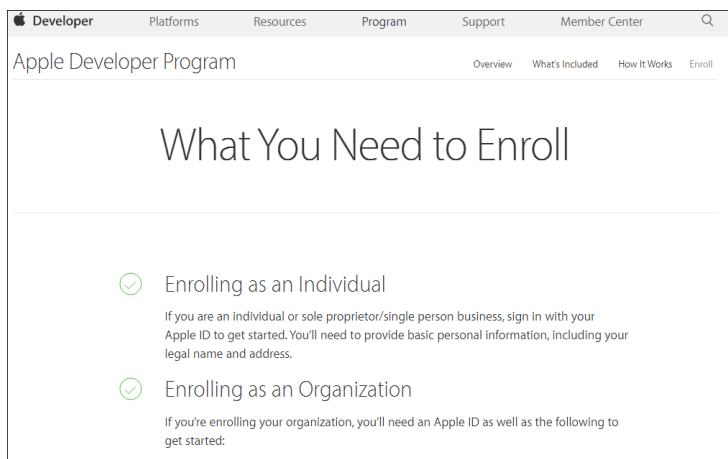 Developer Platforms Resources Program Support Member Center
Apple Developer Program Overview What's Included How It Works Enroll
What You Need to Enroll
Enrolling as an Individual
If you are an individual or sole proprietor/single person business, sign in with your
Apple ID to get started. You'll need to provide basic personal information, including your
legal name and address.
Enrolling as an Organization
If you're enrolling your organization, you'll need an Apple ID as well as the following to
get started: